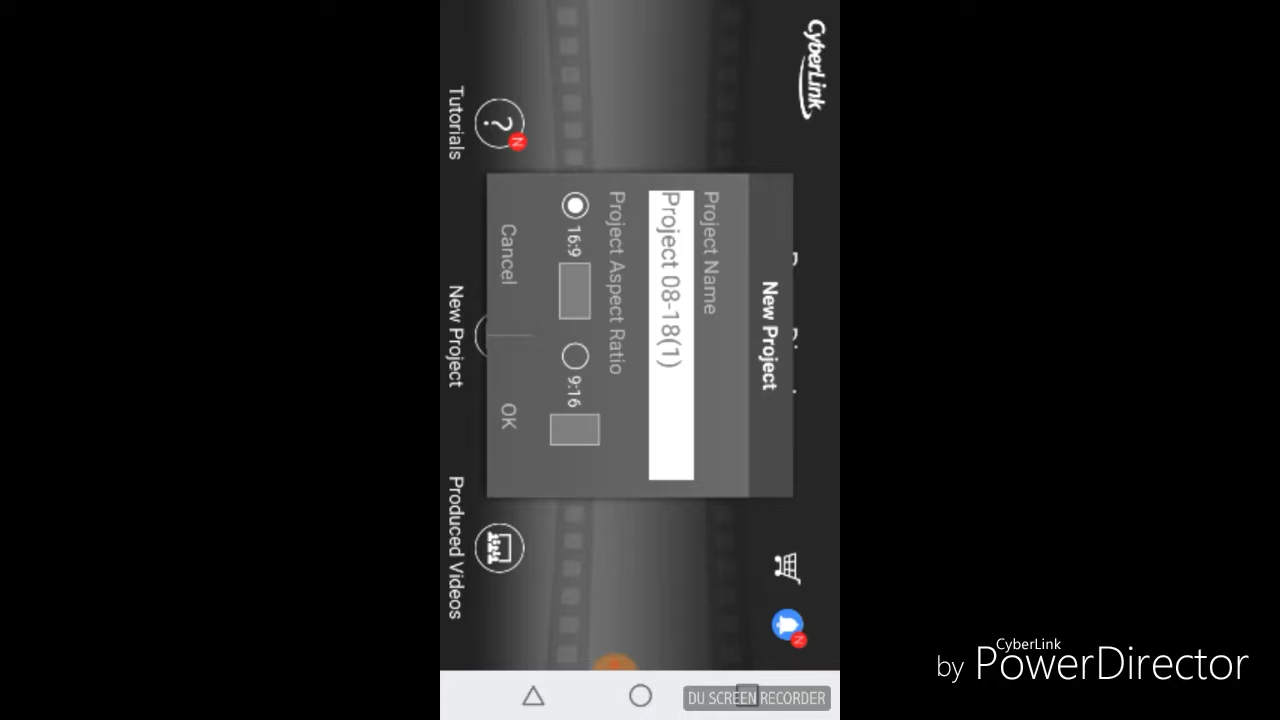 CyberLink
New Project
Project Name
Project 08-18(1)
Project Aspect Ratio
16:9
9:16
Cancel
OK
Tutorials
New Project
Produced Videos
N
N
DU SCREEN RECORDER
CyberLink
by PowerDirector